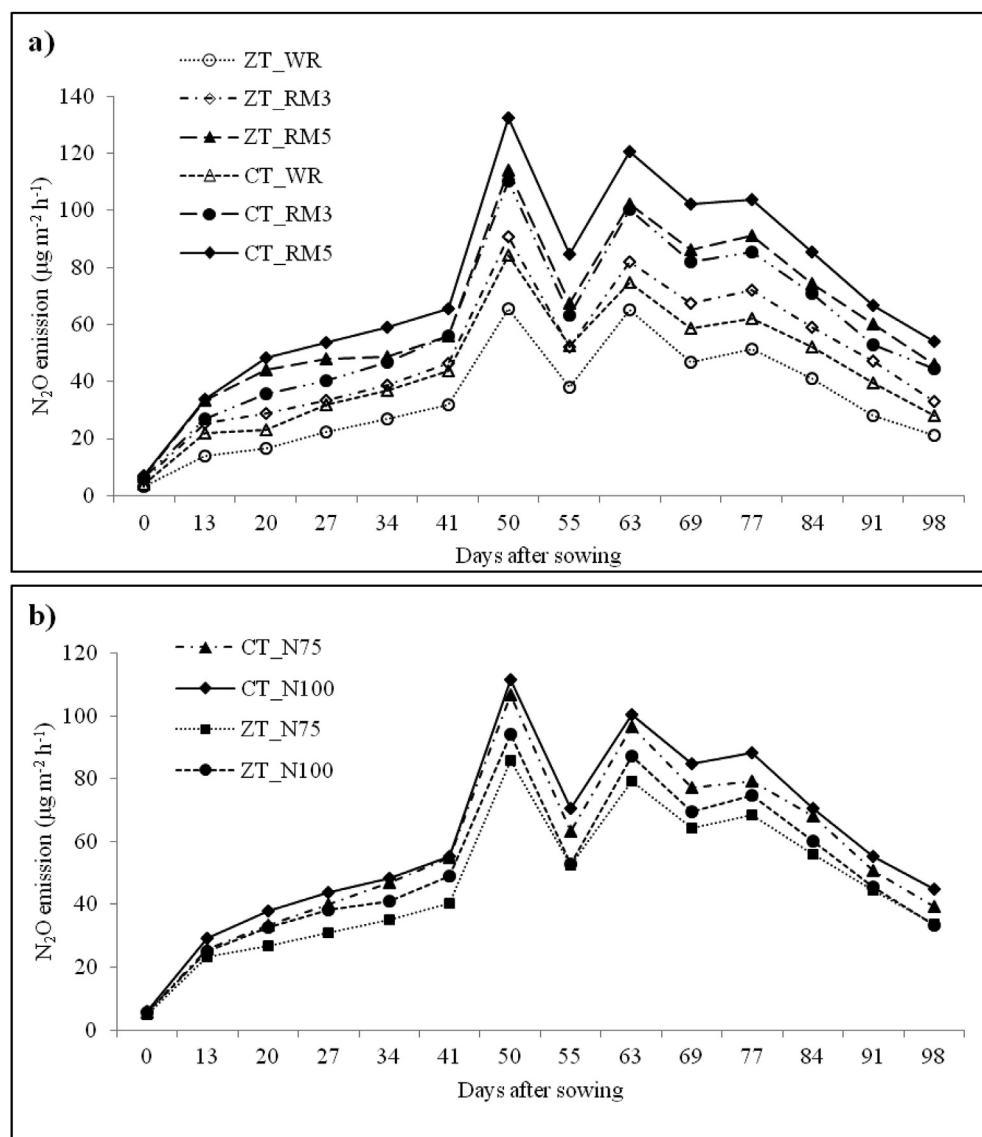 a)
ZT_WR
ZT_RM3
ZT_RM5
CT_WR
CT_RM3
CT_RM5
140
120
100
80
60
40
20
0
N₂O emission (µg m⁻² h⁻¹)
0 13 20 27 34 41 50 55 63 69 77 84 91 98
Days after sowing
b)
CT_N75
CT_N100
ZT_N75
ZT_N100
120
100
80
60
40
20
0
N₂O emission (µg m⁻² h⁻¹)
0 13 20 27 34 41 50 55 63 69 77 84 91 98
Days after sowing